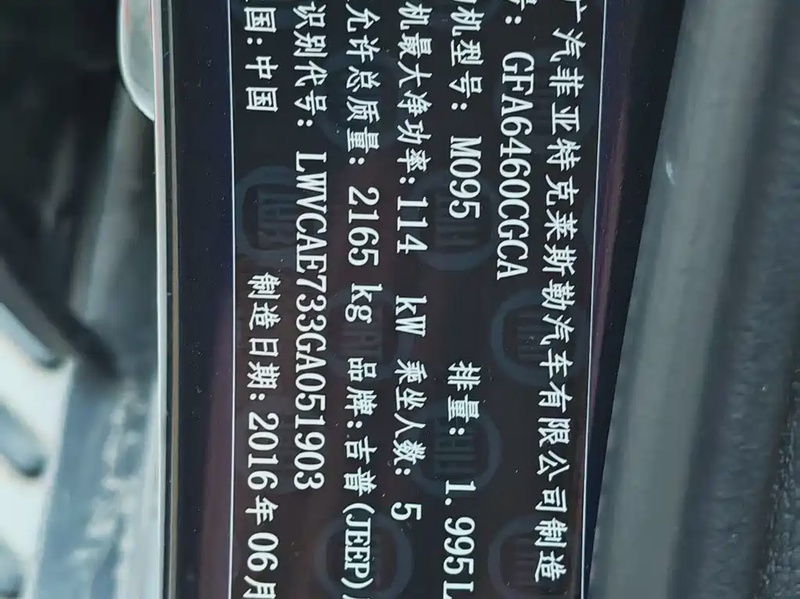 广汽菲亚特克莱斯勒汽车有限公司制造
号: GFA6460CGCA
机型号: M095 排量: 1.995L
机最大净功率:114 kW 乘坐人数: 5
允许总质量: 2165 kg 品牌:吉普(JEEP)
识别代号: LWVCAE733GA051903
国:中国 制造日期: 2016年06月